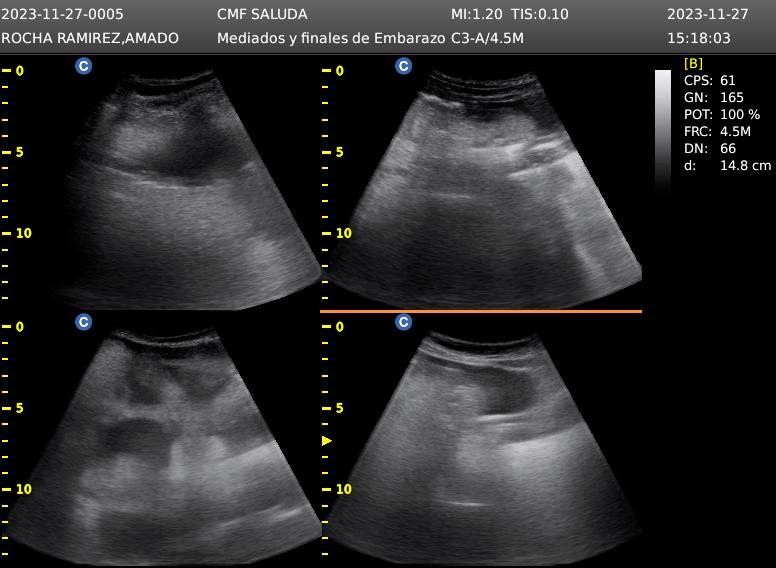 2023-11-27-0005 CMF SALUDA MI:1.20 TIS:0.10 2023-11-27
ROCHA RAMIREZ,AMADO Mediados y finales de Embarazo C3-A/4.5M 15:18:03
C C
[B]
CPS: 61
GN: 165
POT: 100 %
FRC: 4.5M
DN: 66
d: 14.8 cm
0 0
5 5
10 10
C C
0 0
5 5
10 10